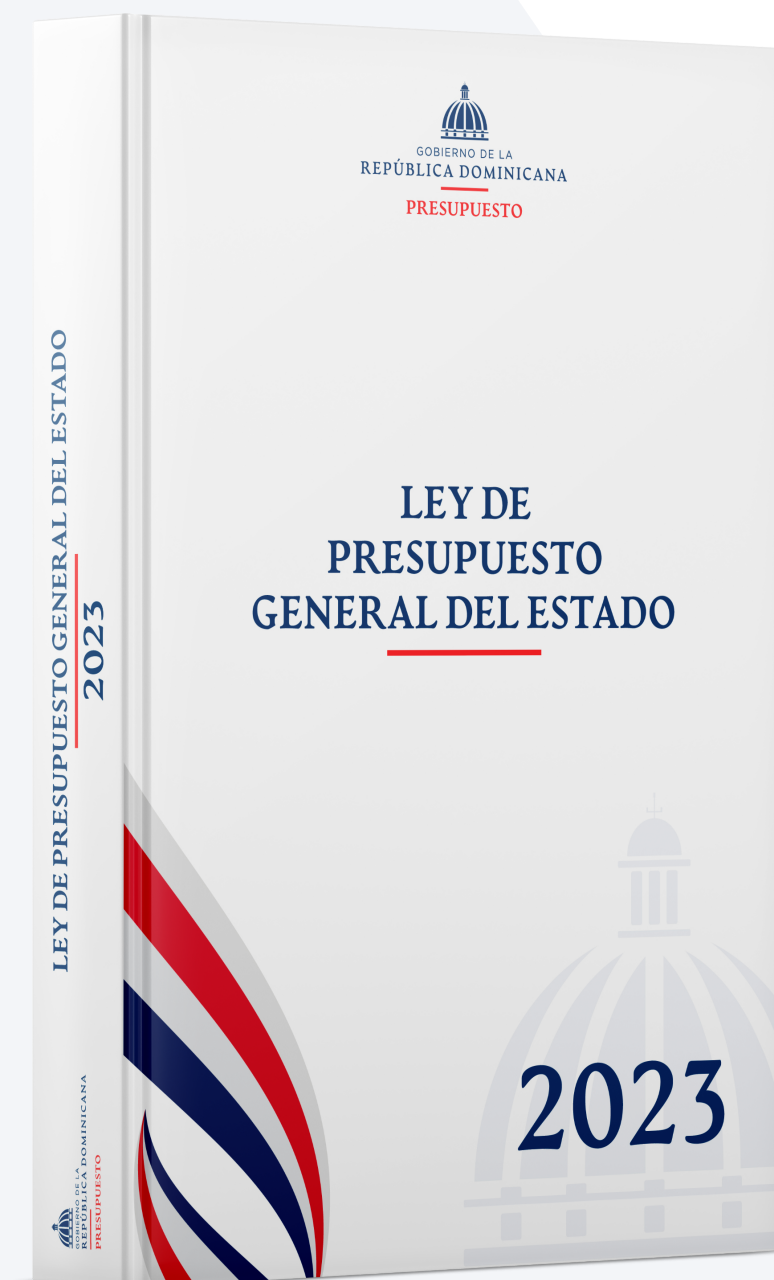 GOBIERNO DE LA
REPÚBLICA DOMINICANA
PRESUPUESTO
LEY DE
PRESUPUESTO
GENERAL DEL ESTADO
2023
LEY DE PRESUPUESTO GENERAL DEL ESTADO
2023
GOBIERNO DE LA
REPÚBLICA DOMINICANA
PRESUPUESTO